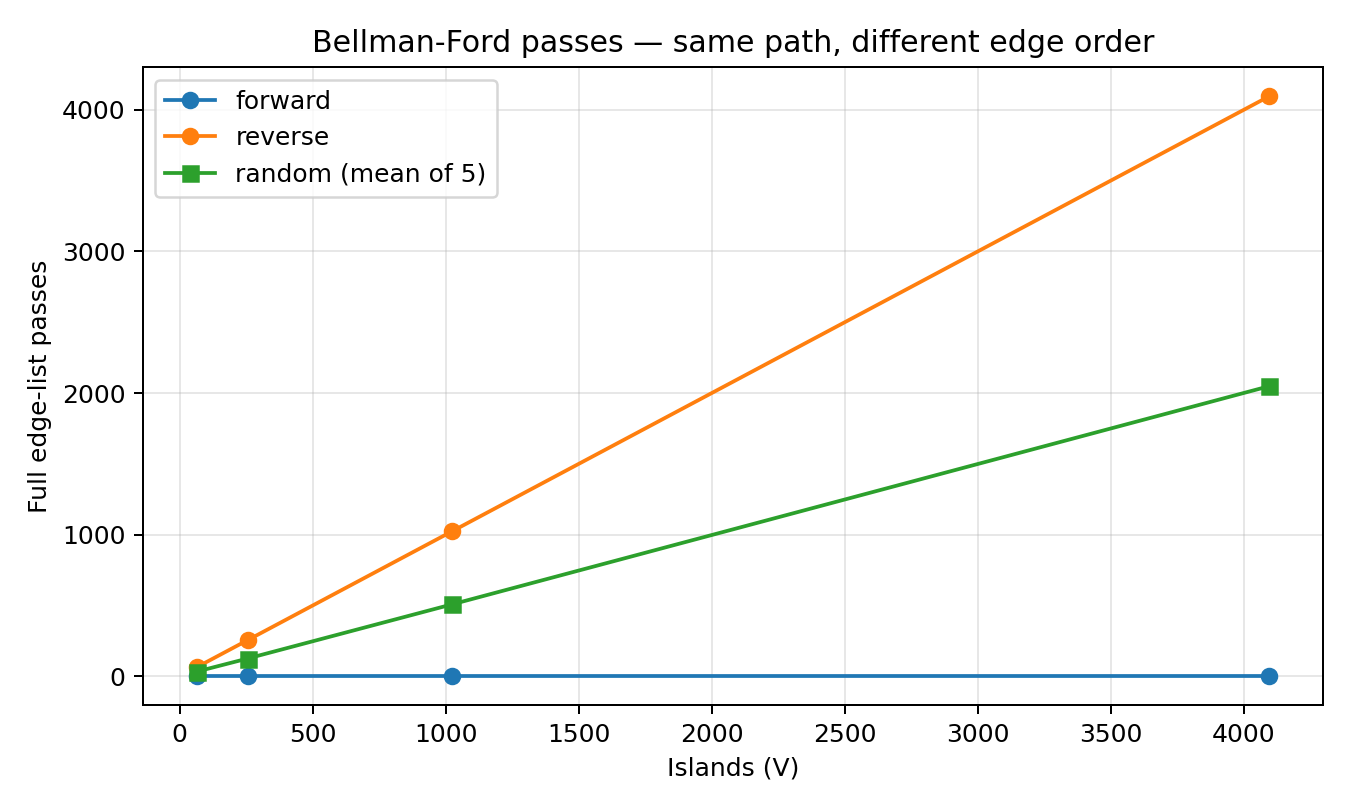 Bellman-Ford passes — same path, different edge order
forward
reverse
random (mean of 5)
Full edge-list passes
4000
3000
2000
1000
0
0 500 1000 1500 2000 2500 3000 3500 4000
Islands (V)